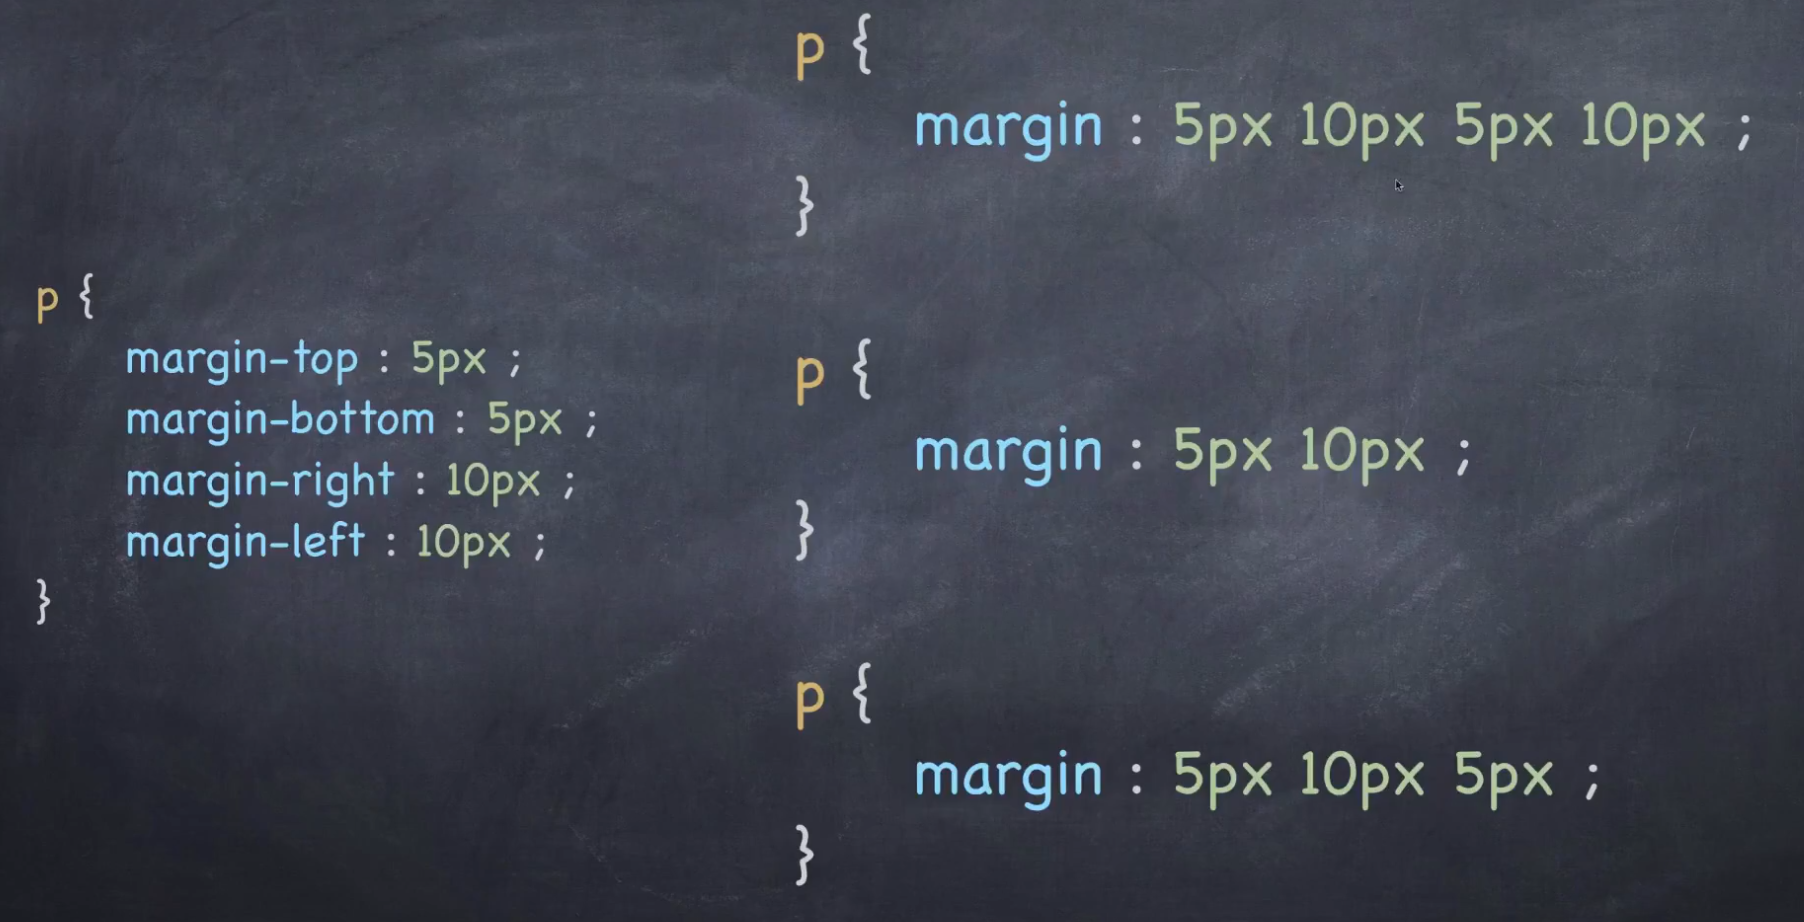 p {
margin-top : 5px ;
margin-bottom : 5px ;
margin-right : 10px ;
margin-left : 10px ;
}
p {
margin : 5px 10px 5px 10px ;
}
p {
margin : 5px 10px ;
}
p {
margin : 5px 10px 5px ;
}